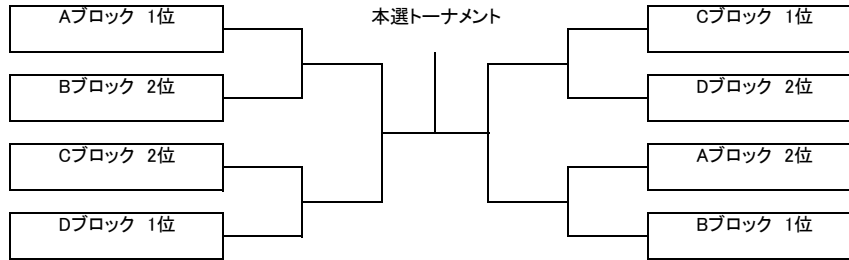 Aブロック 1位
本選トーナメント
Cブロック 1位
Bブロック 2位
Dブロック 2位
Cブロック 2位
Aブロック 2位
Dブロック 1位
Bブロック 1位